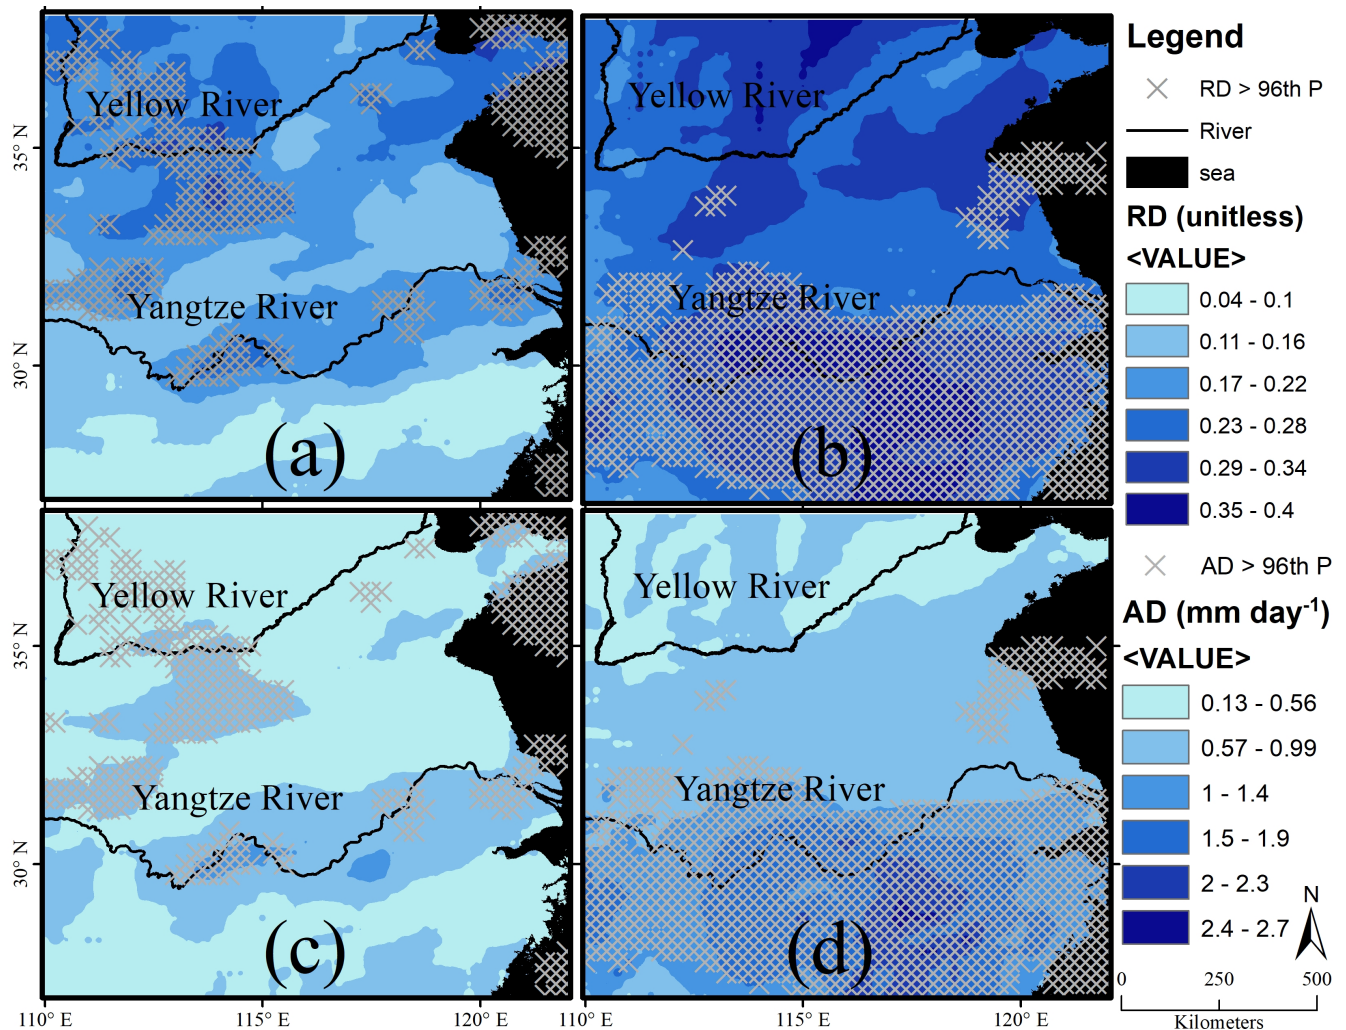 Yellow River
Yangtze River
(a)
35° N
30° N
Yellow River
Yangtze River
(b)
Legend
RD > 96th P
River
sea
RD (unitless)
<VALUE>
0.04 - 0.1
0.11 - 0.16
0.17 - 0.22
0.23 - 0.28
0.29 - 0.34
0.35 - 0.4
Yellow River
Yangtze River
(c)
35° N
30° N
110° E
115° E
120° E
Yellow River
Yangtze River
(d)
110° E
115° E
120° E
AD > 96th P
AD (mm day⁻¹)
<VALUE>
0.13 - 0.56
0.57 - 0.99
1 - 1.4
1.5 - 1.9
2 - 2.3
2.4 - 2.7
N
0 250 500
Kilometers